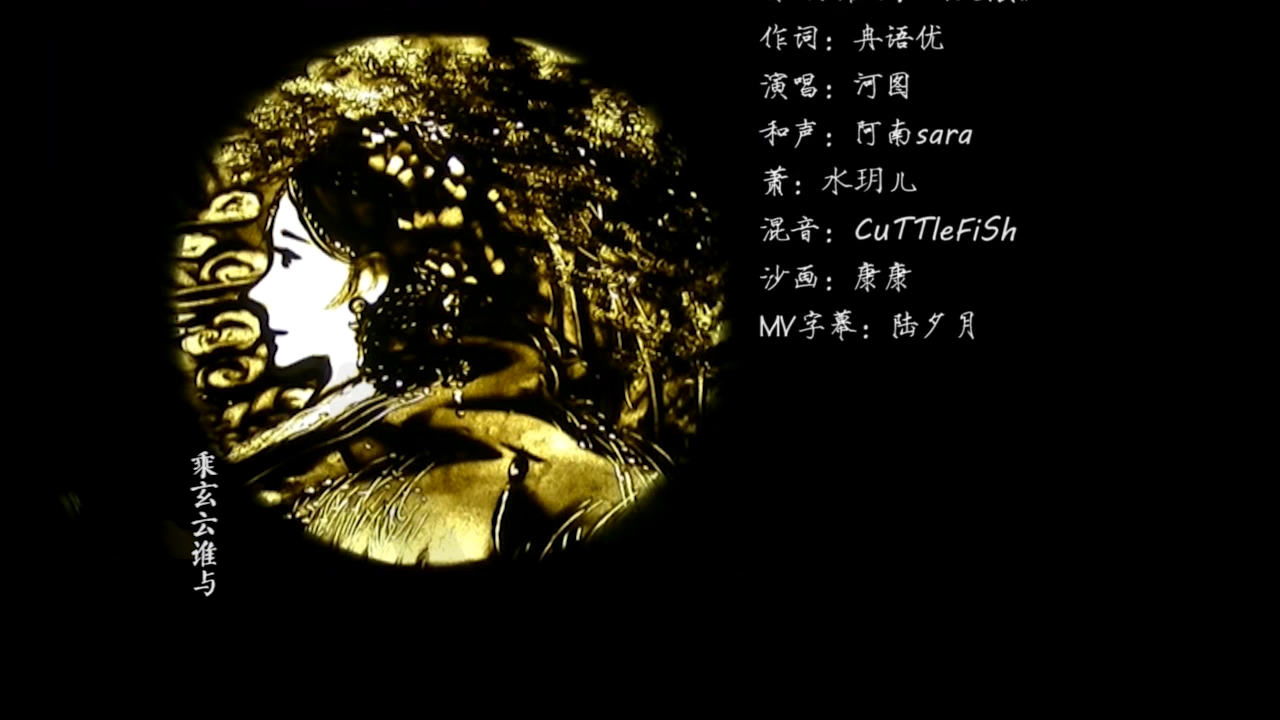 作词：冉语优
演唱：河图
和声：阿南sara
萧：水玥儿
混音：CuTTleFiSh
沙画：康康
MV字幕：陆夕月
乘玄云谁与